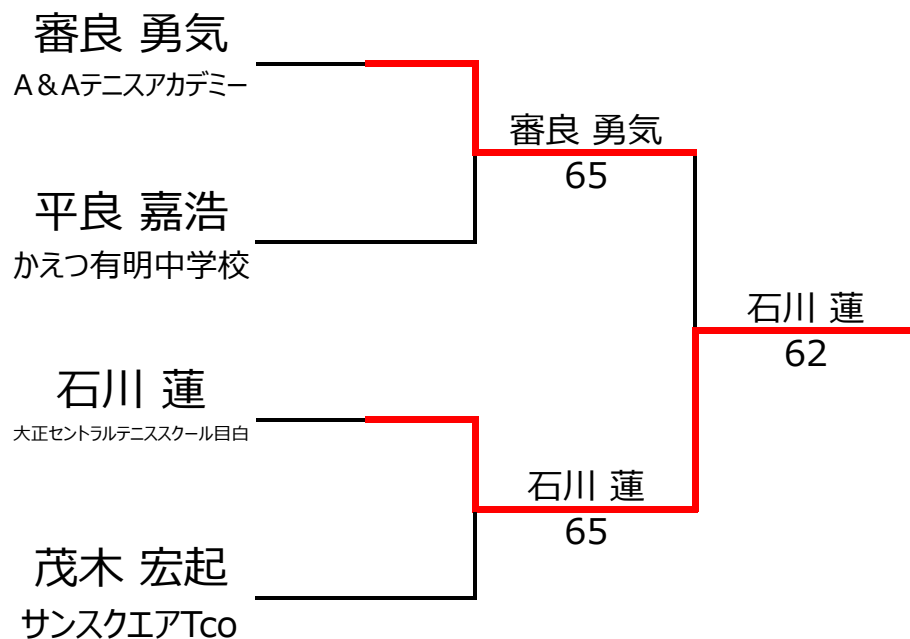 審良 勇気
A＆Aテニスアカデミー
審良 勇気
65
平良 嘉浩
かえつ有明中学校
石川 蓮
62
石川 蓮
大正セントラルテニススクール目白
石川 蓮
65
茂木 宏起
サンスクエアTco